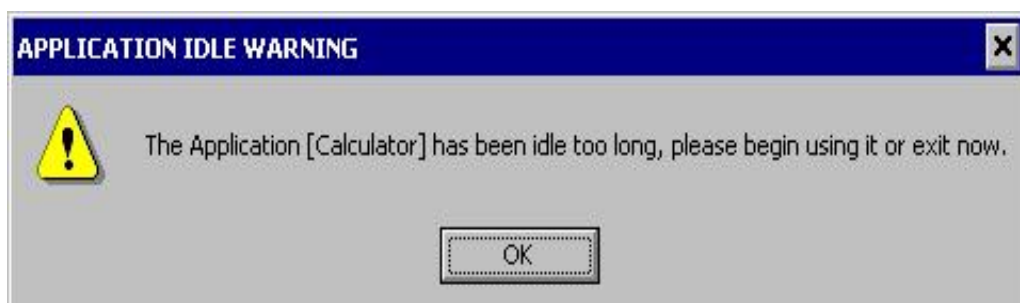 APPLICATION IDLE WARNING
The Application [Calculator] has been idle too long, please begin using it or exit now.
OK